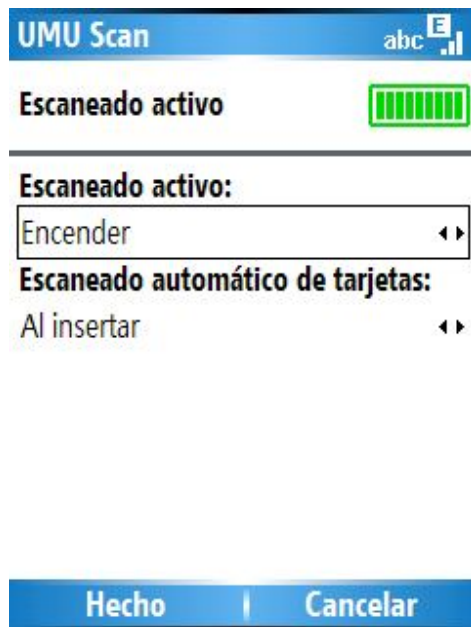 UMU Scan abc E
Escaneado activo
Escaneado activo:
Encender
Escaneado automático de tarjetas:
Al insertar
Hecho Cancelar